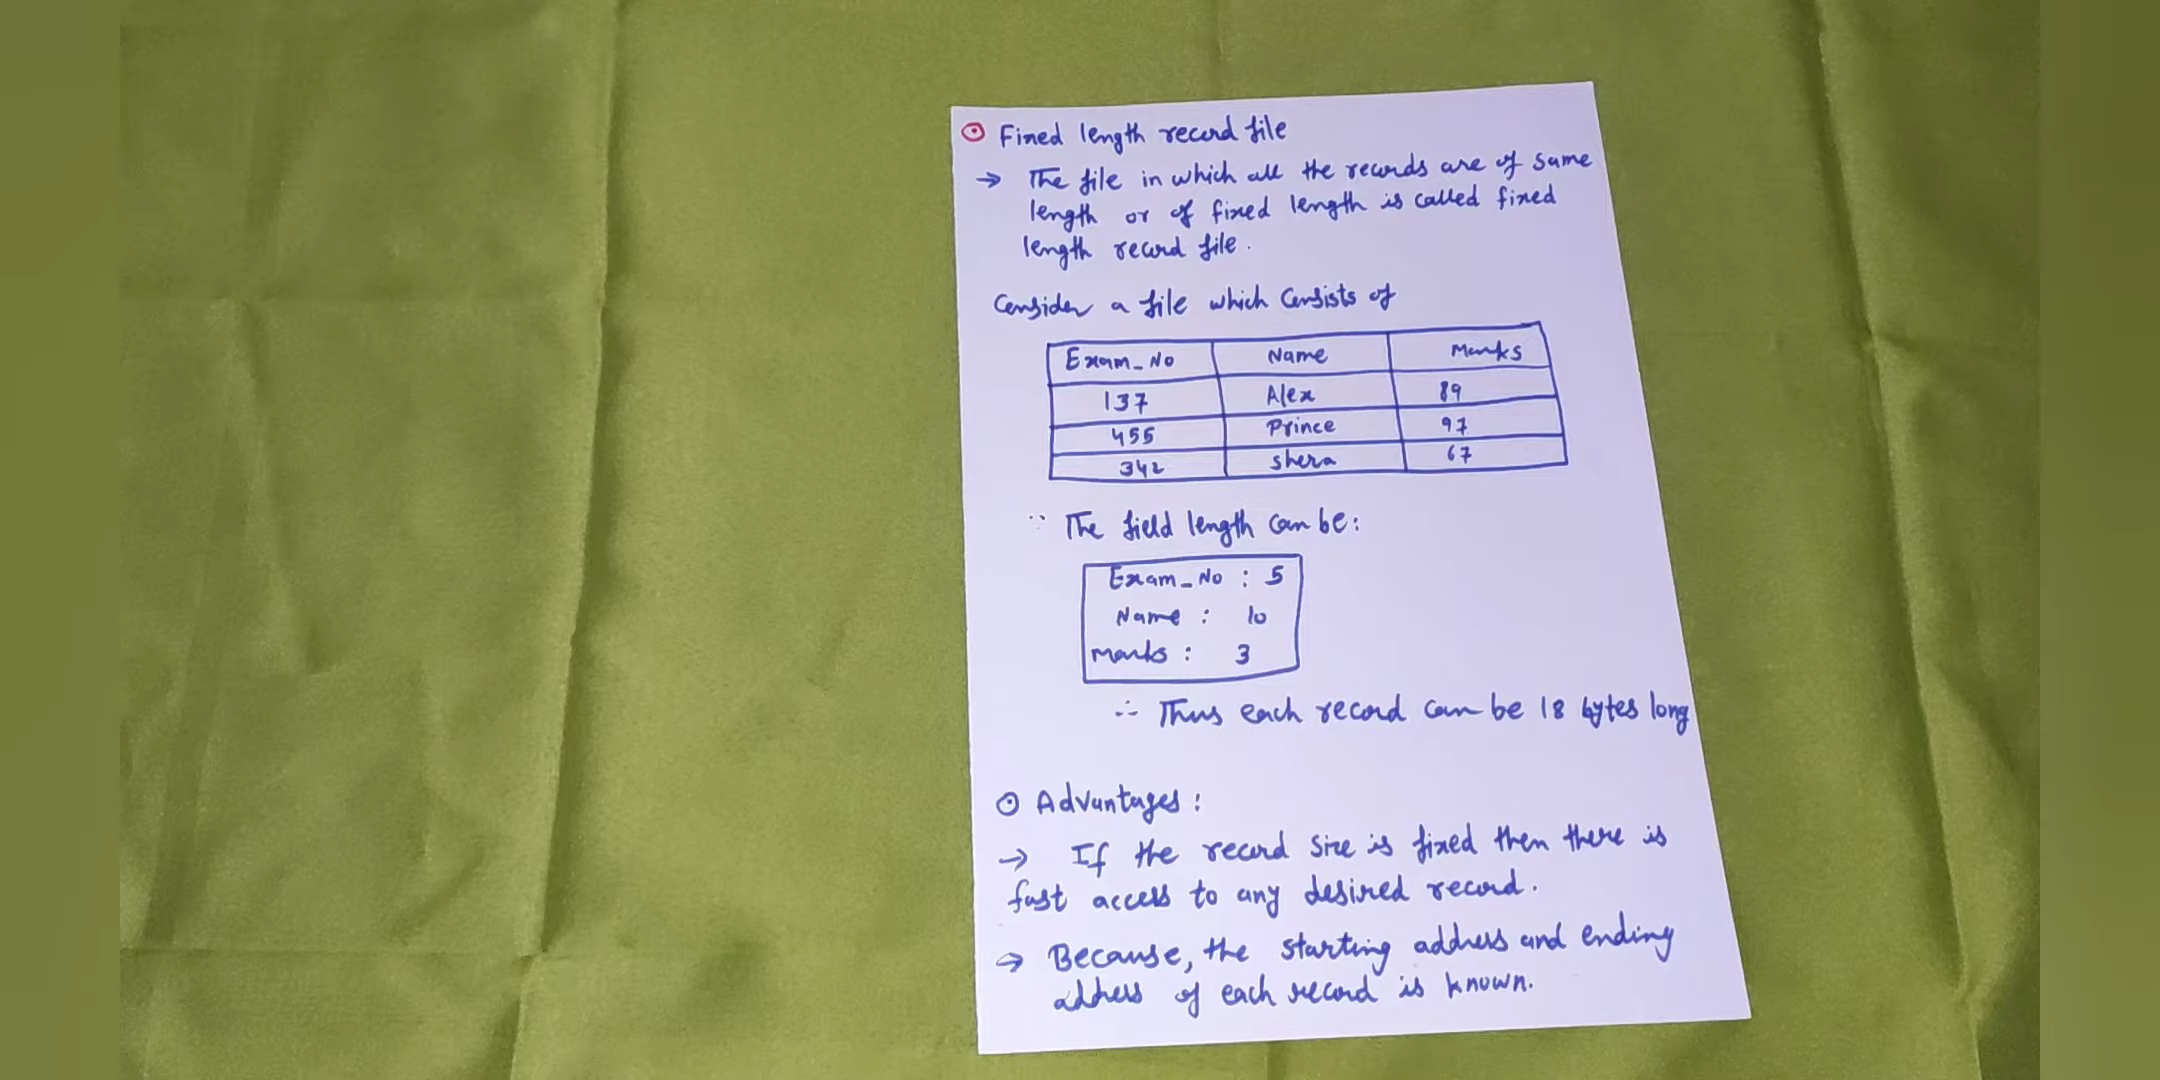 Fixed length record file
→ The file in which all the records are of same
length or of fixed length is called fixed
length record file.
Consider a file which consists of
Exam_No Name Marks
137 Alex 89
455 Prince 97
342 shera 67
∵ The field length can be:
Exam_No : 5
Name : 10
marks : 3
∴ Thus each record can be 18 bytes long
Advantages :
→ If the record size is fixed then there is
fast access to any desired record.
→ Because, the starting address and ending
address of each record is known.